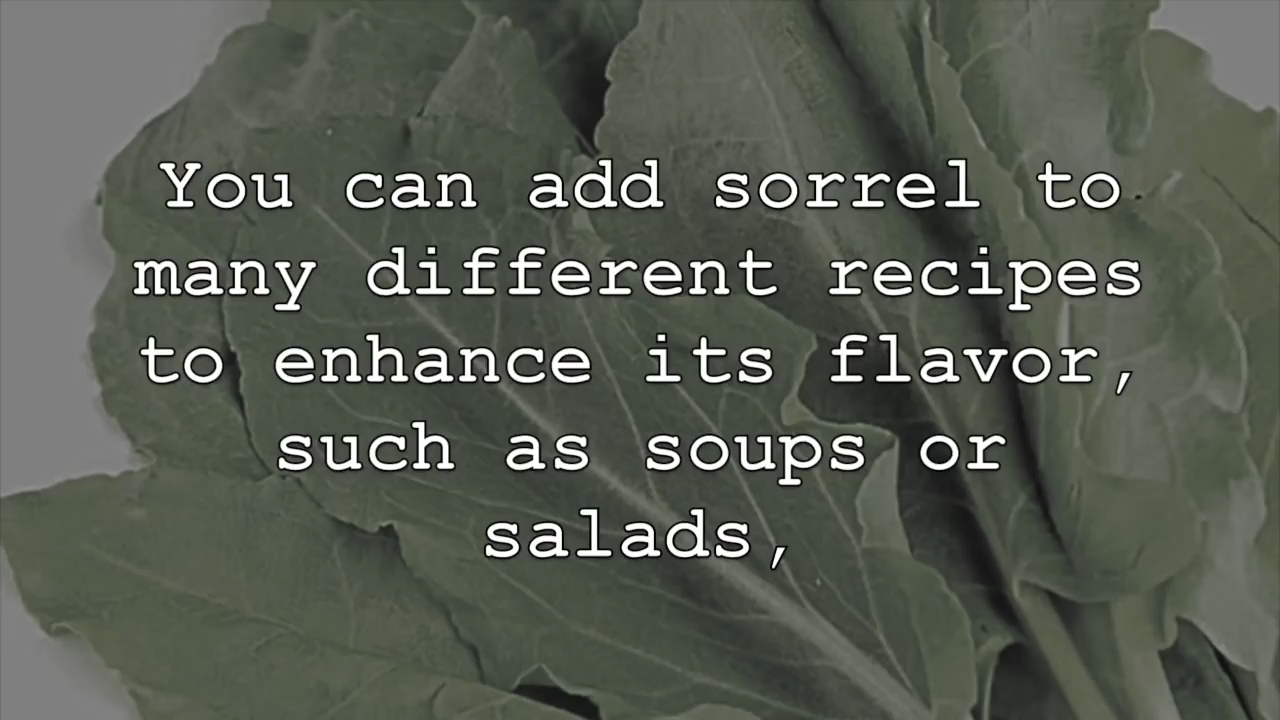 You can add sorrel to
many different recipes
to enhance its flavor,
such as soups or
salads,